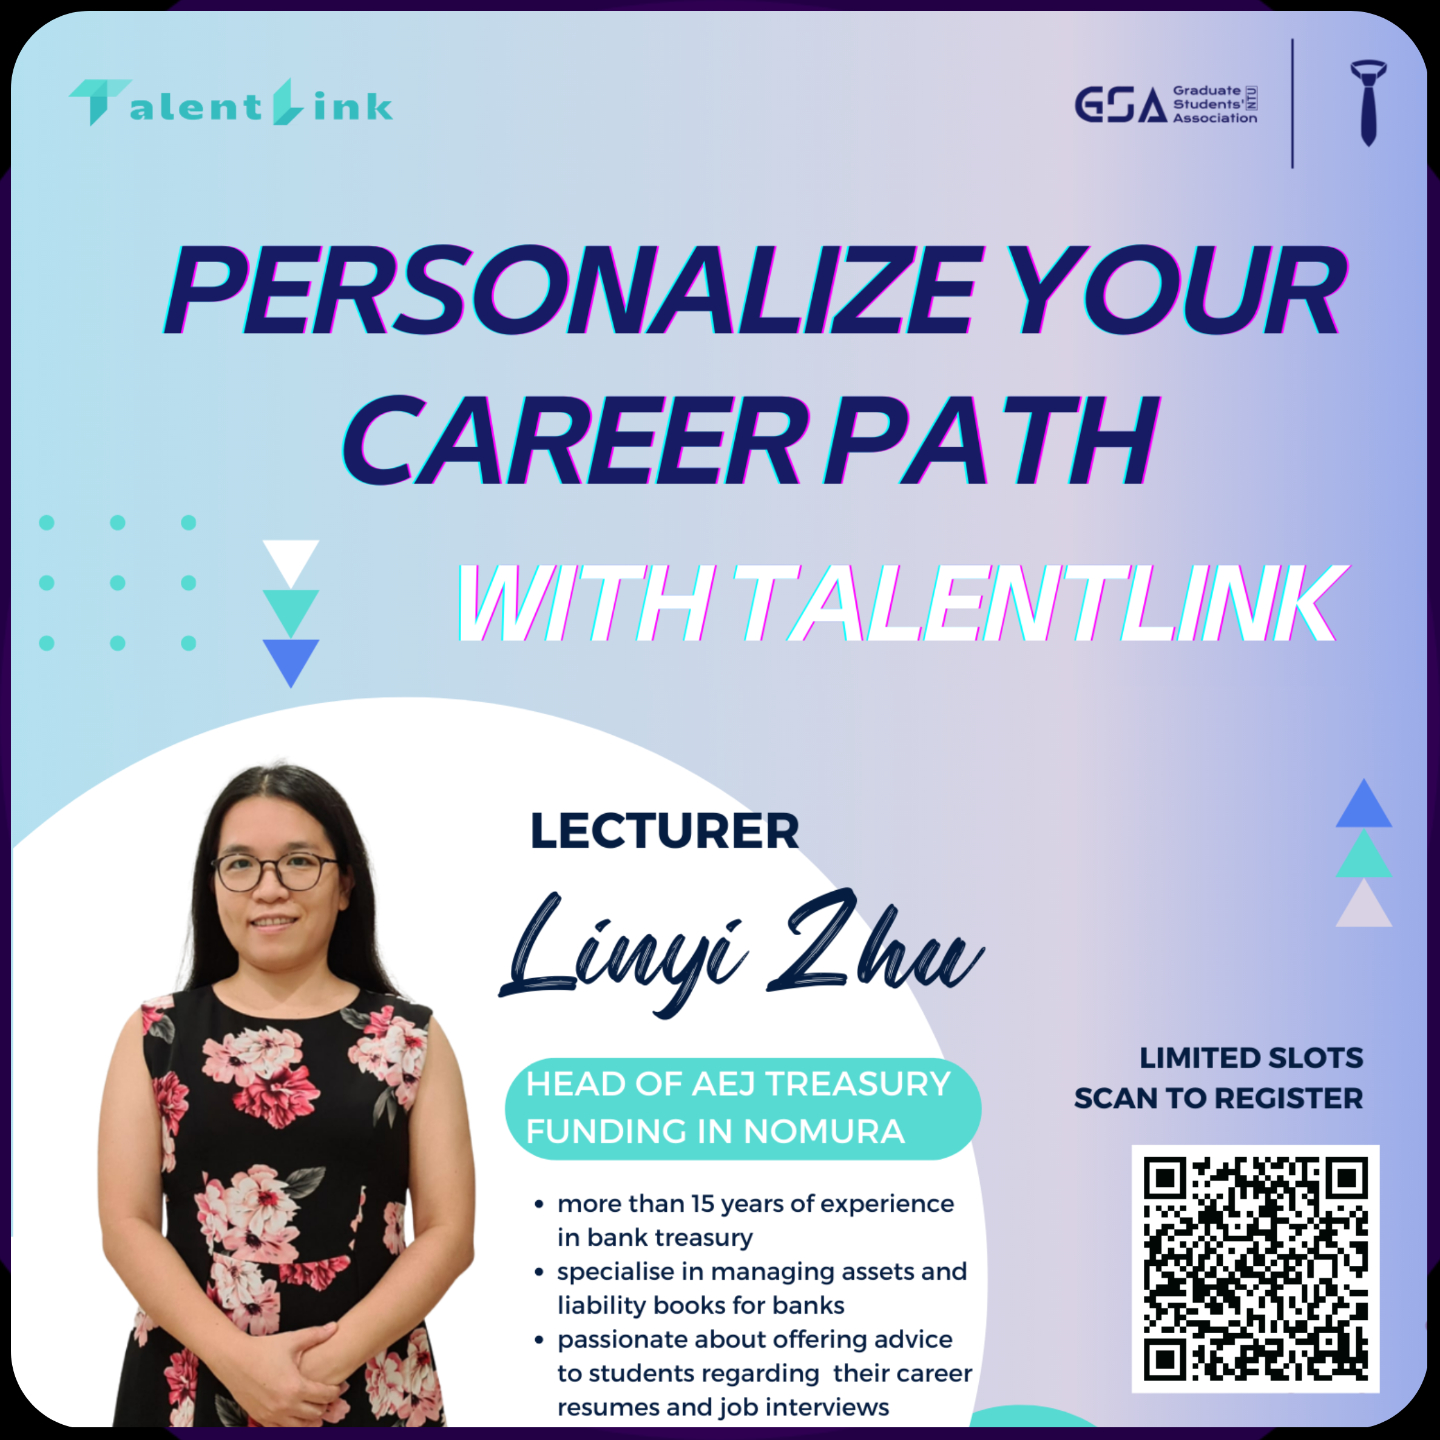 TalentLink
GSA Graduate Students' Association NTU
PERSONALIZE YOUR
CAREER PATH
WITH TALENTLINK
LECTURER
Linyi Zhu
HEAD OF AEJ TREASURY
FUNDING IN NOMURA
• more than 15 years of experience
in bank treasury
• specialise in managing assets and
liability books for banks
• passionate about offering advice
to students regarding their career
resumes and job interviews
LIMITED SLOTS
SCAN TO REGISTER